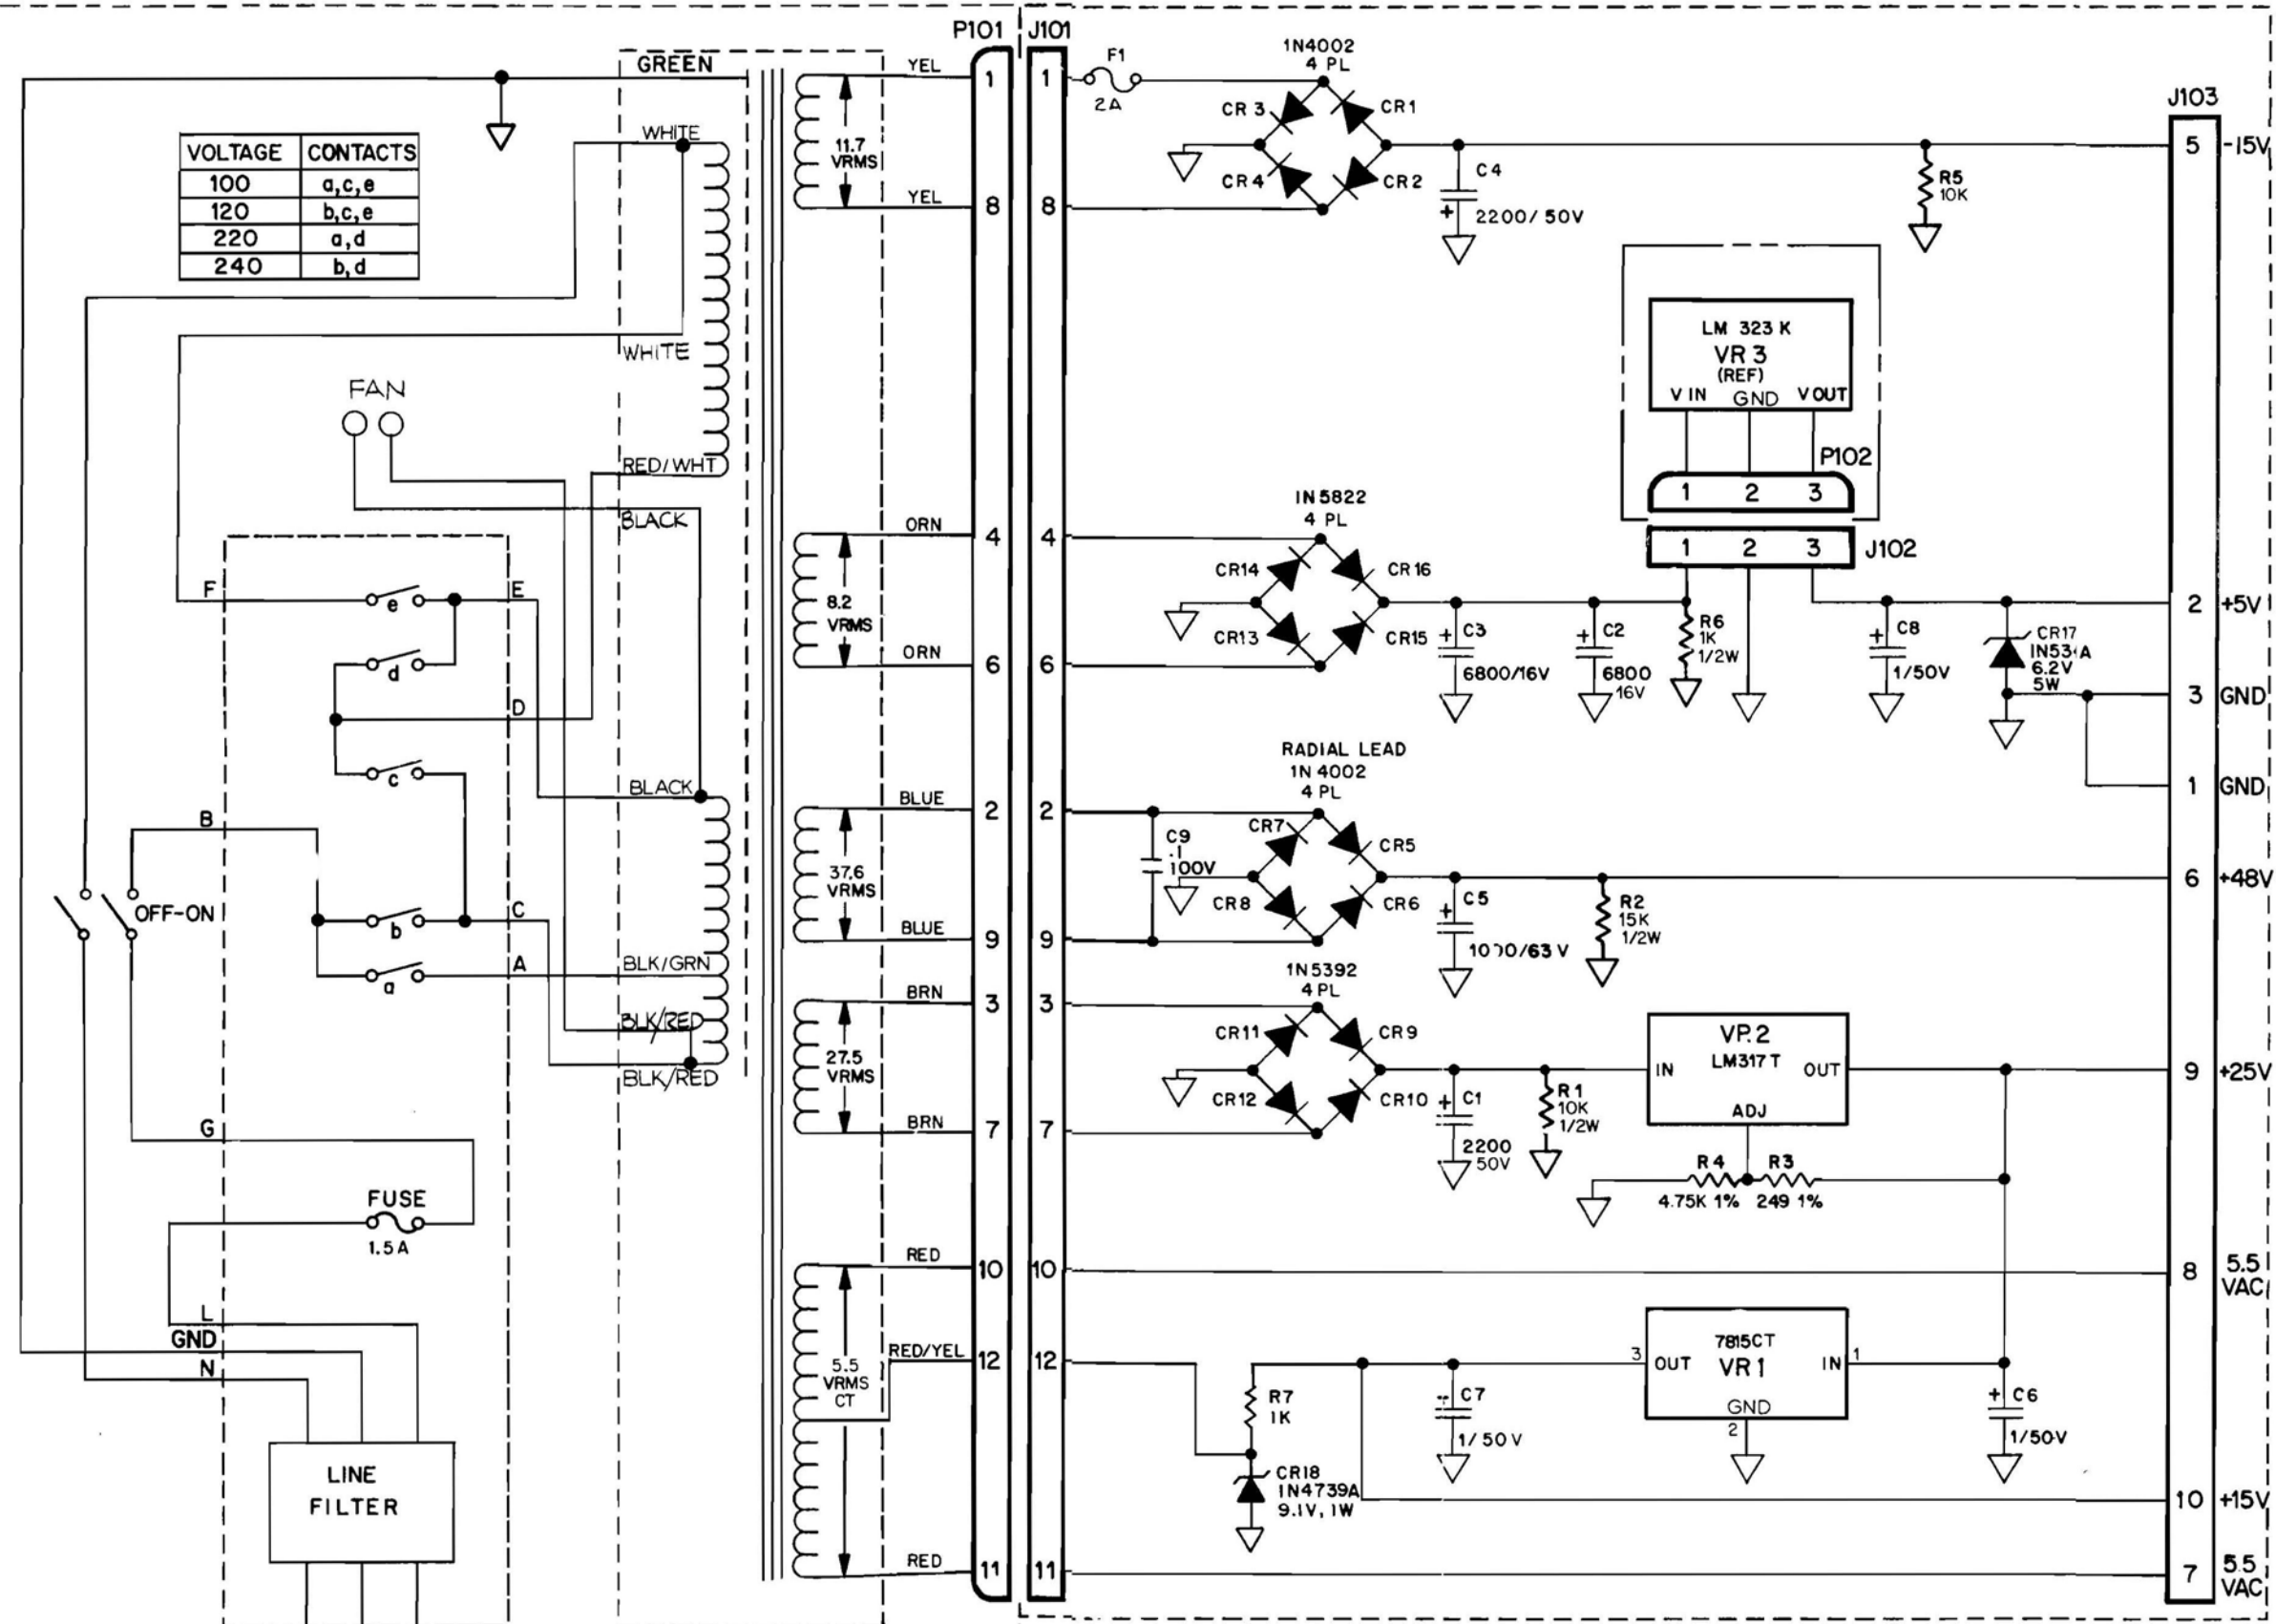 P101
J101
GREEN
YEL
1
1
F1
2A
1N4002
4 PL
CR 3
CR1
CR4
CR2
J103
VOLTAGE CONTACTS
100 a,c,e
120 b,c,e
220 a,d
240 b,d
WHITE
11.7
VRMS
YEL
8
8
C4
+
2200/ 50V
R5
10K
5
-15V
WHITE
FAN
RED/WHT
BLACK
LM 323 K
VR 3
(REF)
V IN GND V OUT
P102
1 2 3
1 2 3
J102
ORN
4
4
IN 5822
4 PL
CR14
CR 16
CR13
CR15
8.2
VRMS
ORN
6
6
+ C3
6800/16V
+ C2
6800
16V
R6
1K
1/2W
+ C8
1/50V
CR17
6.2V
5W
2
+5V
3
GND
1
GND
F
e
E
d
D
c
BLACK
B
BLUE
2
2
RADIAL LEAD
1N 4002
4 PL
C9
.1
100V
CR7
CR5
CR8
CR6
37.6
VRMS
BLUE
9
9
+ C5
R2
15K
1/2W
6
+48V
OFF-ON
b
C
a
A
BLK/GRN
BLK/RED
BLK/RED
BRN
3
3
1N5392
4 PL
CR11
CR9
CR12
CR10
27.5
VRMS
BRN
7
7
+ C1
2200
50V
R1
10K
1/2W
LM317T
IN OUT
ADJ
9
+25V
R4 R3
4.75K 1% 249 1%
G
FUSE
1.5A
L
GND
N
LINE
FILTER
RED
10
10
8
5.5
VAC
RED/YEL
12
12
5.5
VRMS
CT
R7
1K
CR18
1N4739A
9.1V, 1W
C7
1/50V
7815CT
VR1
3 OUT
IN 1
GND
2
+ C6
1/50V
10
+15V
RED
11
11
7
5.5
VAC